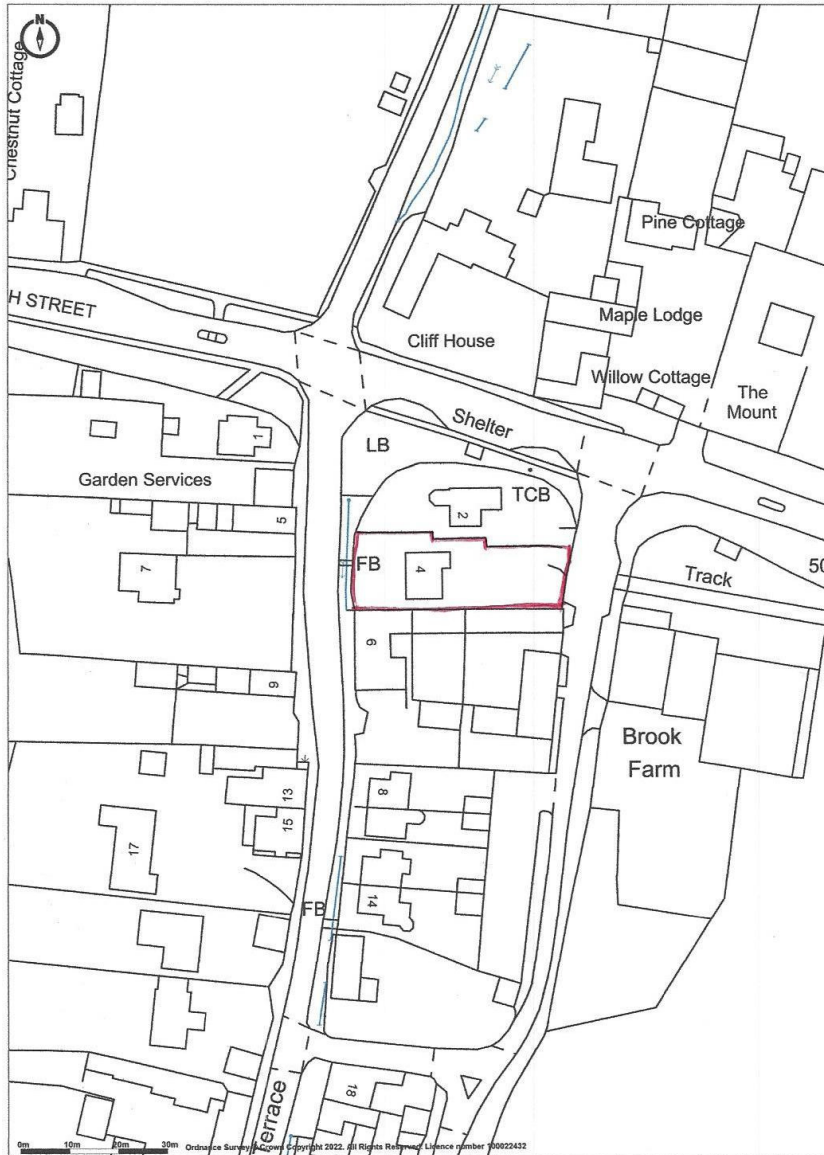 N
Chestnut Cottage
Pine Cottage
H STREET
Maple Lodge
Cliff House
Willow Cottage
The
Mount
Shelter
LB
1
Garden Services
TCB
2
5
50
FB
4
7
Track
6
9
Brook
Farm
8
13
15
17
14
FB
18
errace
0m 10m 20m 30m
Ordnance Survey © Crown Copyright 2022. All Rights Reserved. Licence number 100022432